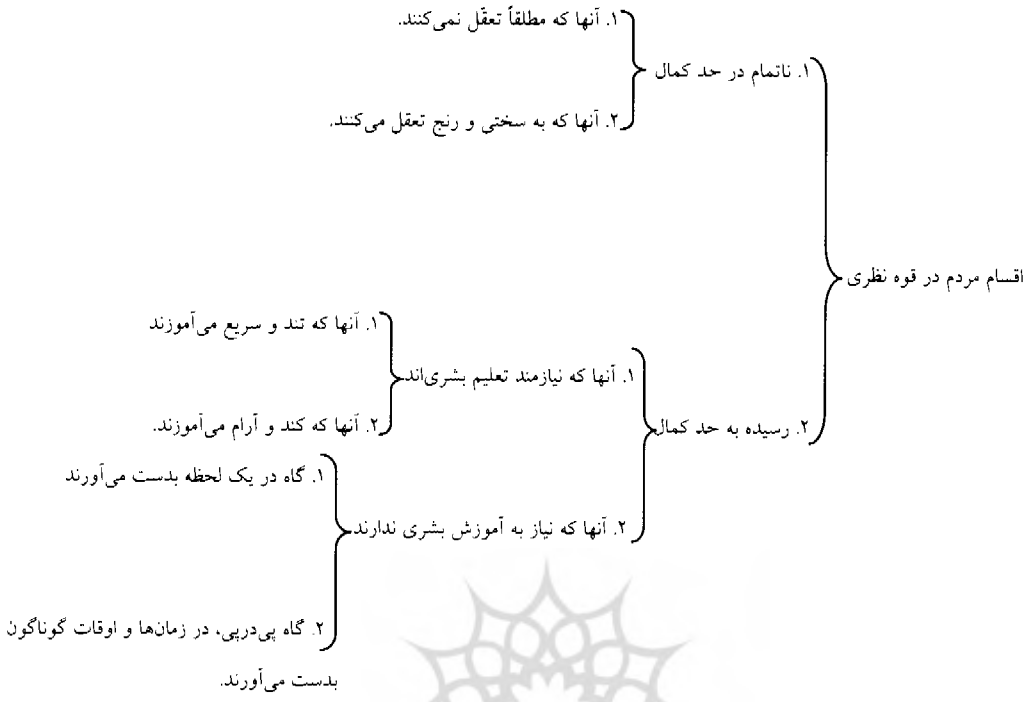 ۱. آنها که مطلقاً تعقّل نمی‌کنند.
۱. ناتمام در حد کمال
۲. آنها که به سختی و رنج تعقل می‌کنند.
اقسام مردم در قوه نظری
۱. آنها که تند و سریع می‌آموزند
۱. آنها که نیازمند تعلیم بشری‌اند
۲. آنها که کند و آرام می‌آموزند.
۲. رسیده به حد کمال
۱. گاه در یک لحظه بدست می‌آورند
۲. آنها که نیاز به آموزش بشری ندارند
۲. گاه پی‌درپی، در زمان‌ها و اوقات گوناگون
بدست می‌آورند.